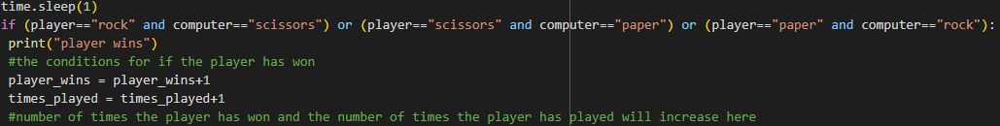 time.sleep(1)
if (player=="rock" and computer=="scissors") or (player=="scissors" and computer=="paper") or (player=="paper" and computer=="rock"):
 print("player wins")
 #the conditions for if the player has won
 player_wins = player_wins+1
 times_played = times_played+1
 #number of times the player has won and the number of times the player has played will increase here